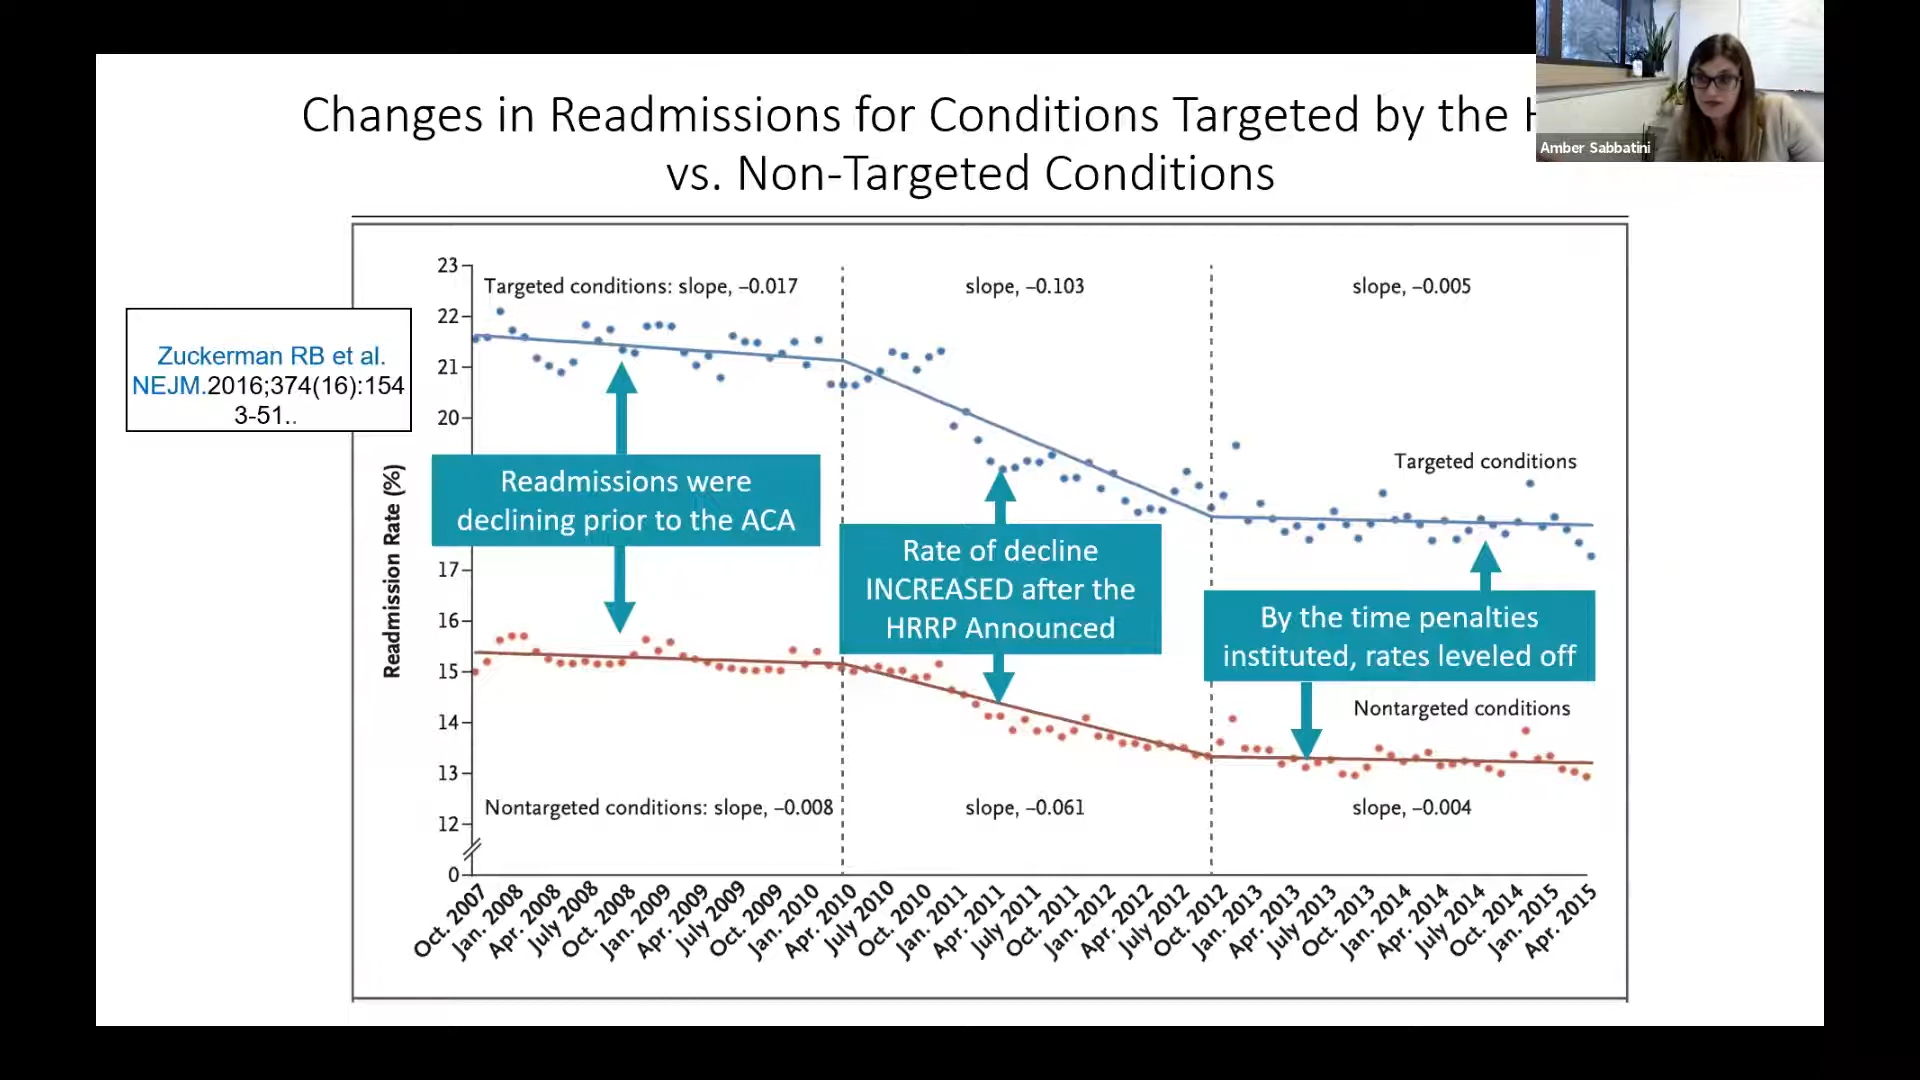 Changes in Readmissions for Conditions Targeted by the
vs. Non-Targeted Conditions
Amber Sabbatini
Zuckerman RB et al.
NEJM.2016;374(16):154
3-51..
Readmission Rate (%)
23
22
21
20
17
16
15
14
13
12
0
Targeted conditions: slope, –0.017
slope, –0.103
slope, –0.005
Targeted conditions
Readmissions were
declining prior to the ACA
Rate of decline
INCREASED after the
HRRP Announced
By the time penalties
instituted, rates leveled off
Nontargeted conditions
Nontargeted conditions: slope, –0.008
slope, –0.061
slope, –0.004
Oct. 2007
Jan. 2008
Apr. 2008
July 2008
Oct. 2008
Jan. 2009
Apr. 2009
July 2009
Oct. 2009
Jan. 2010
Apr. 2010
July 2010
Oct. 2010
Jan. 2011
Apr. 2011
July 2011
Oct. 2011
Jan. 2012
Apr. 2012
July 2012
Oct. 2012
Jan. 2013
Apr. 2013
July 2013
Oct. 2013
Jan. 2014
Apr. 2014
July 2014
Oct. 2014
Jan. 2015
Apr. 2015